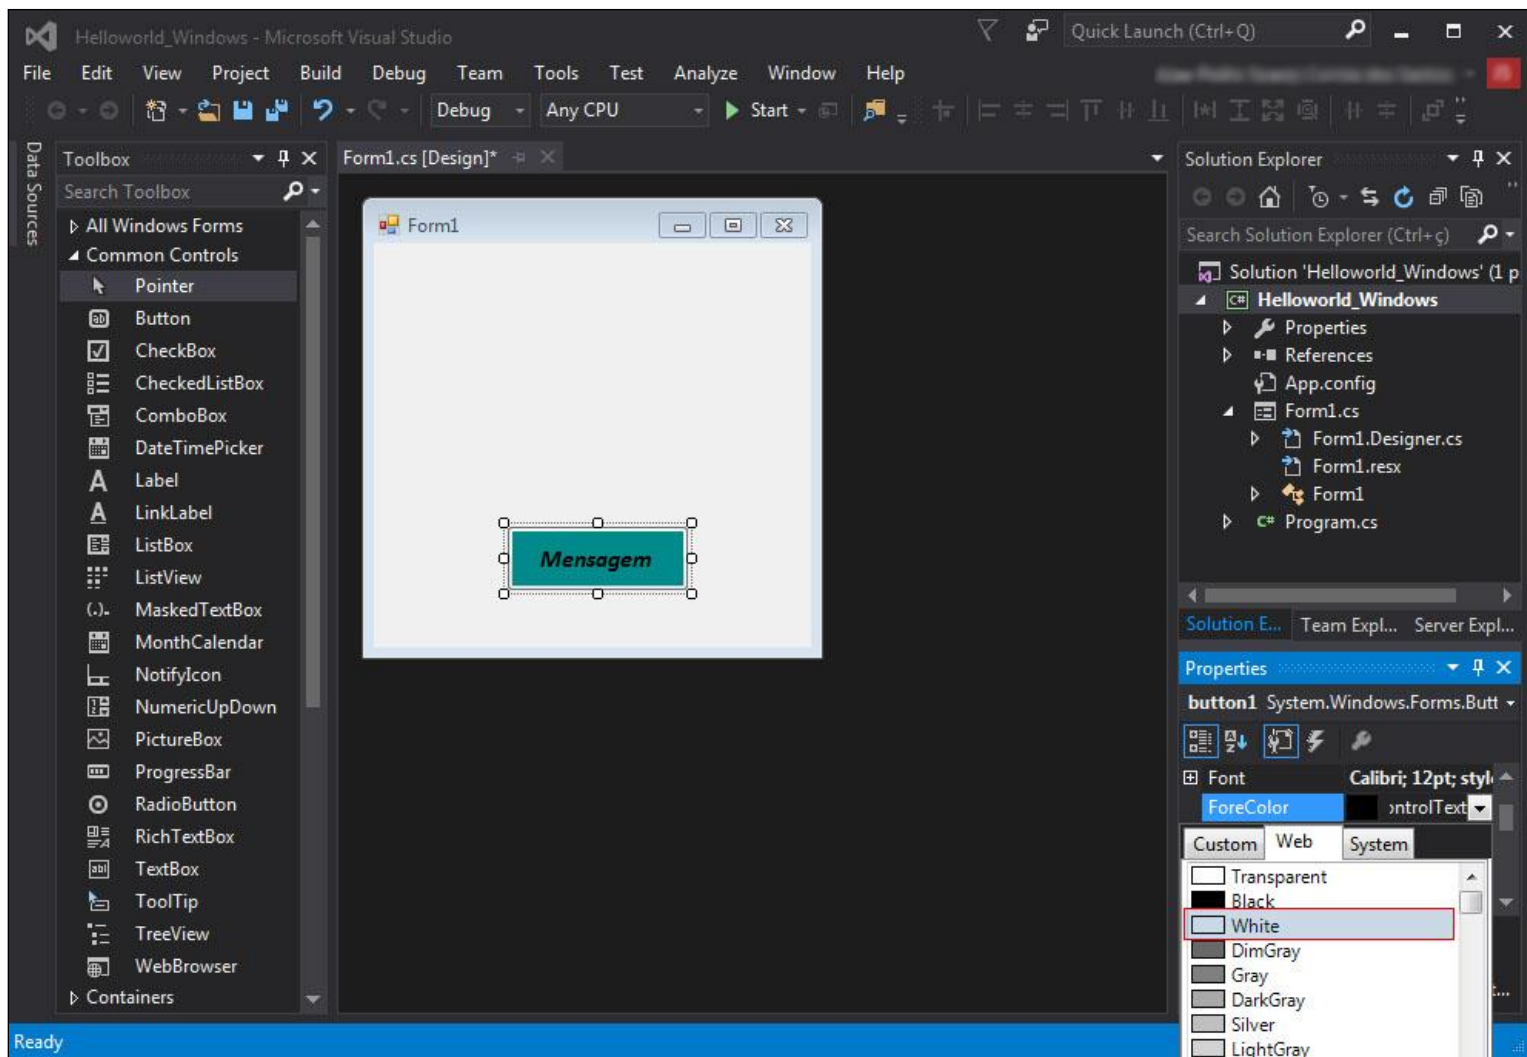 Helloworld_Windows - Microsoft Visual Studio
Quick Launch (Ctrl+Q)
File Edit View Project Build Debug Team Tools Test Analyze Window Help
Debug Any CPU Start
Data Sources
Toolbox
Search Toolbox
All Windows Forms
Common Controls
Pointer
Button
CheckBox
CheckedListBox
ComboBox
DateTimePicker
Label
LinkLabel
ListBox
ListView
MaskedTextBox
MonthCalendar
NotifyIcon
NumericUpDown
PictureBox
ProgressBar
RadioButton
RichTextBox
TextBox
ToolTip
TreeView
WebBrowser
Containers
Form1.cs [Design]*
Form1
Mensagem
Solution Explorer
Search Solution Explorer (Ctrl+ç)
Solution 'Helloworld_Windows' (1 p
Helloworld_Windows
Properties
References
App.config
Form1.cs
Form1.Designer.cs
Form1.resx
Form1
Program.cs
Solution E... Team Expl... Server Expl...
Properties
button1 System.Windows.Forms.Butt
Font Calibri; 12pt; styl
ForeColor ontrolText
Custom Web System
Transparent
Black
White
DimGray
Gray
DarkGray
Silver
LightGray
Ready